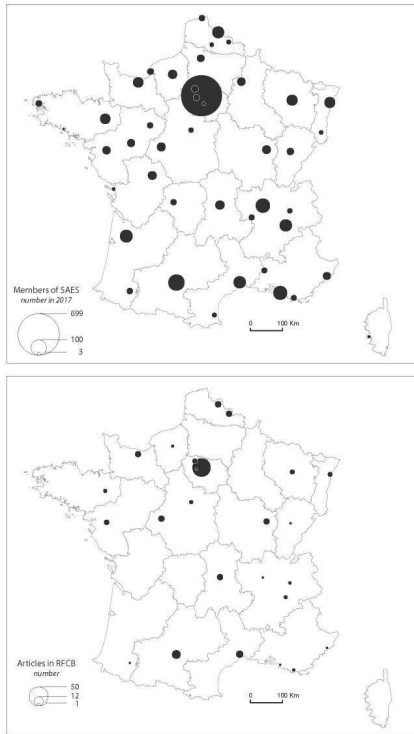 Members of SAES
number in 2017
699
100
3
0 100 Km
Articles in RFCB
number
50
12
1
0 100 Km